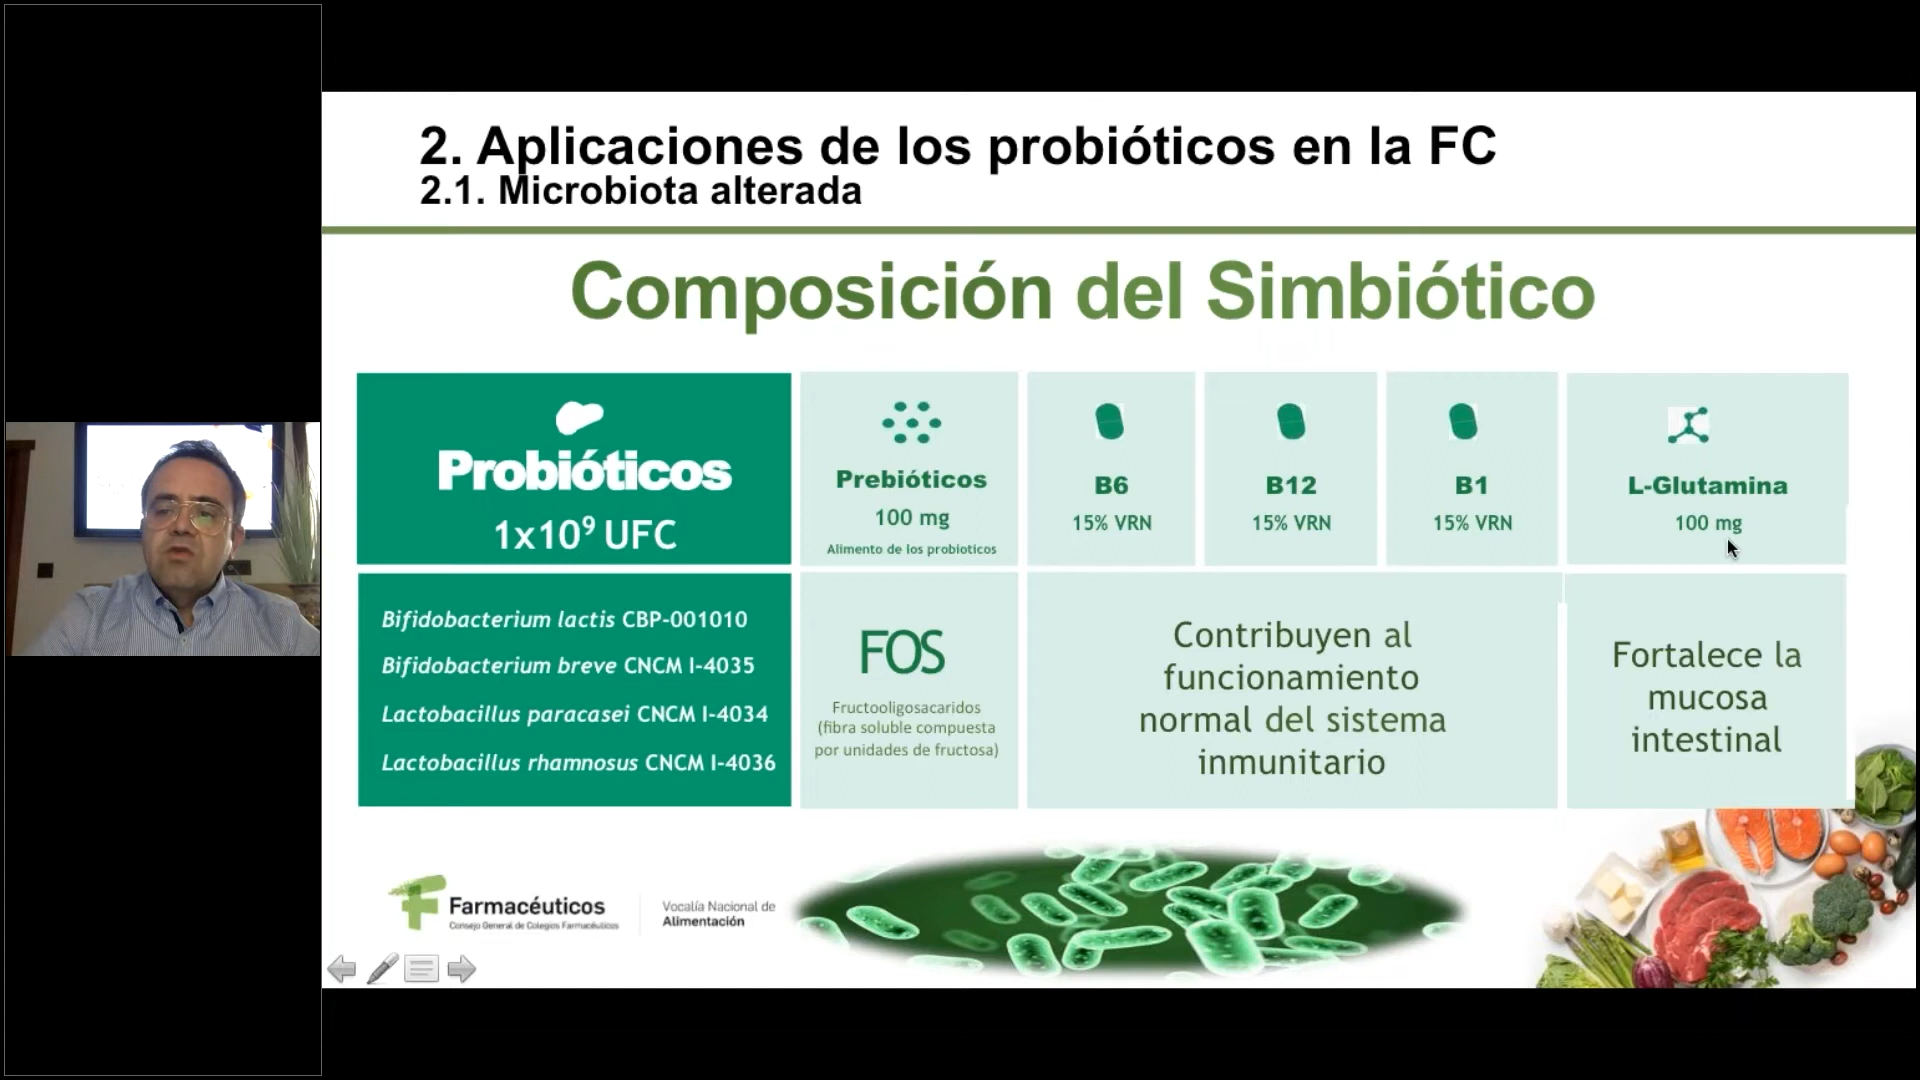 2. Aplicaciones de los probióticos en la FC
2.1. Microbiota alterada
Composición del Simbiótico
Probióticos
1x10⁹ UFC
Prebióticos
100 mg
Alimento de los probioticos
B6
15% VRN
B12
15% VRN
B1
15% VRN
L-Glutamina
100 mg
Bifidobacterium lactis CBP-001010
Bifidobacterium breve CNCM I-4035
Lactobacillus paracasei CNCM I-4034
Lactobacillus rhamnosus CNCM I-4036
FOS
Fructooligosacaridos
(fibra soluble compuesta
por unidades de fructosa)
Contribuyen al
funcionamiento
normal del sistema
inmunitario
Fortalece la
mucosa
intestinal
Farmacéuticos
Consejo General de Colegios Farmacéuticos
Vocalía Nacional de
Alimentación